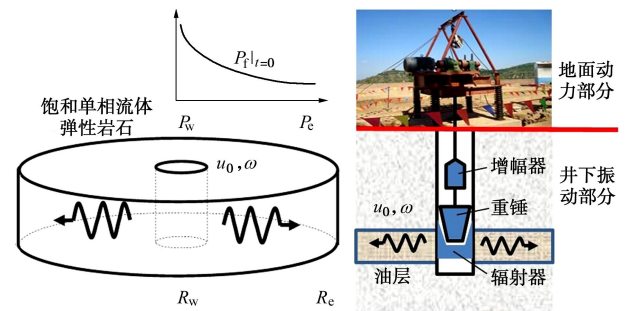 P_f|_{t=0}
饱和单相流体
弹性岩石
P_w
P_e
u_0,ω
R_w
R_e
地面动
力部分
增幅器
井下振
动部分
u_0,ω
重锤
油层
辐射器